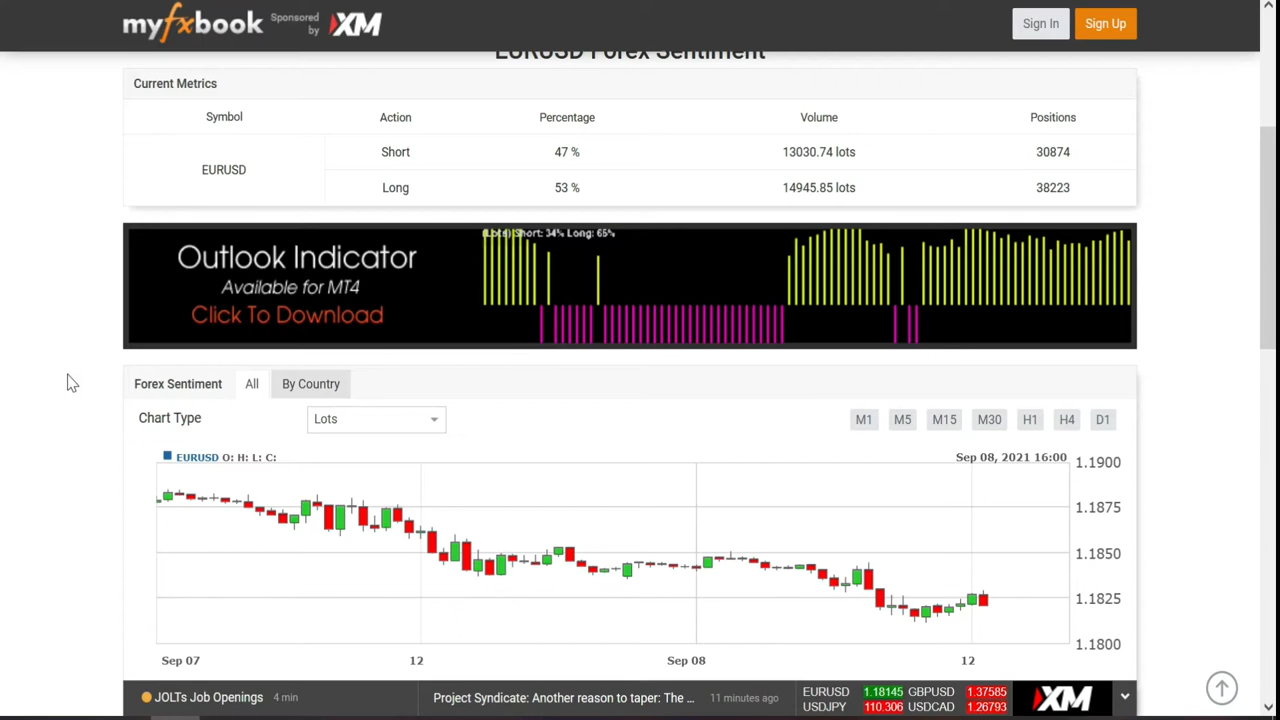 myfxbook Sponsored by XM
Sign In Sign Up
EURUSD Forex Sentiment
Current Metrics
Symbol Action Percentage Volume Positions
EURUSD
Short 47 % 13030.74 lots 30874
Long 53 % 14945.85 lots 38223
(Lots) Short: 34% Long: 65%
Outlook Indicator
Available for MT4
Click To Download
Forex Sentiment All By Country
Chart Type Lots M1 M5 M15 M30 H1 H4 D1
EURUSD O: H: L: C: Sep 08, 2021 16:00
1.1900
1.1875
1.1850
1.1825
1.1800
Sep 07 12 Sep 08 12
JOLTs Job Openings 4 min Project Syndicate: Another reason to taper: The ... 11 minutes ago
EURUSD 1.18145 GBPUSD 1.37585
USDJPY 110.306 USDCAD 1.26793
XM